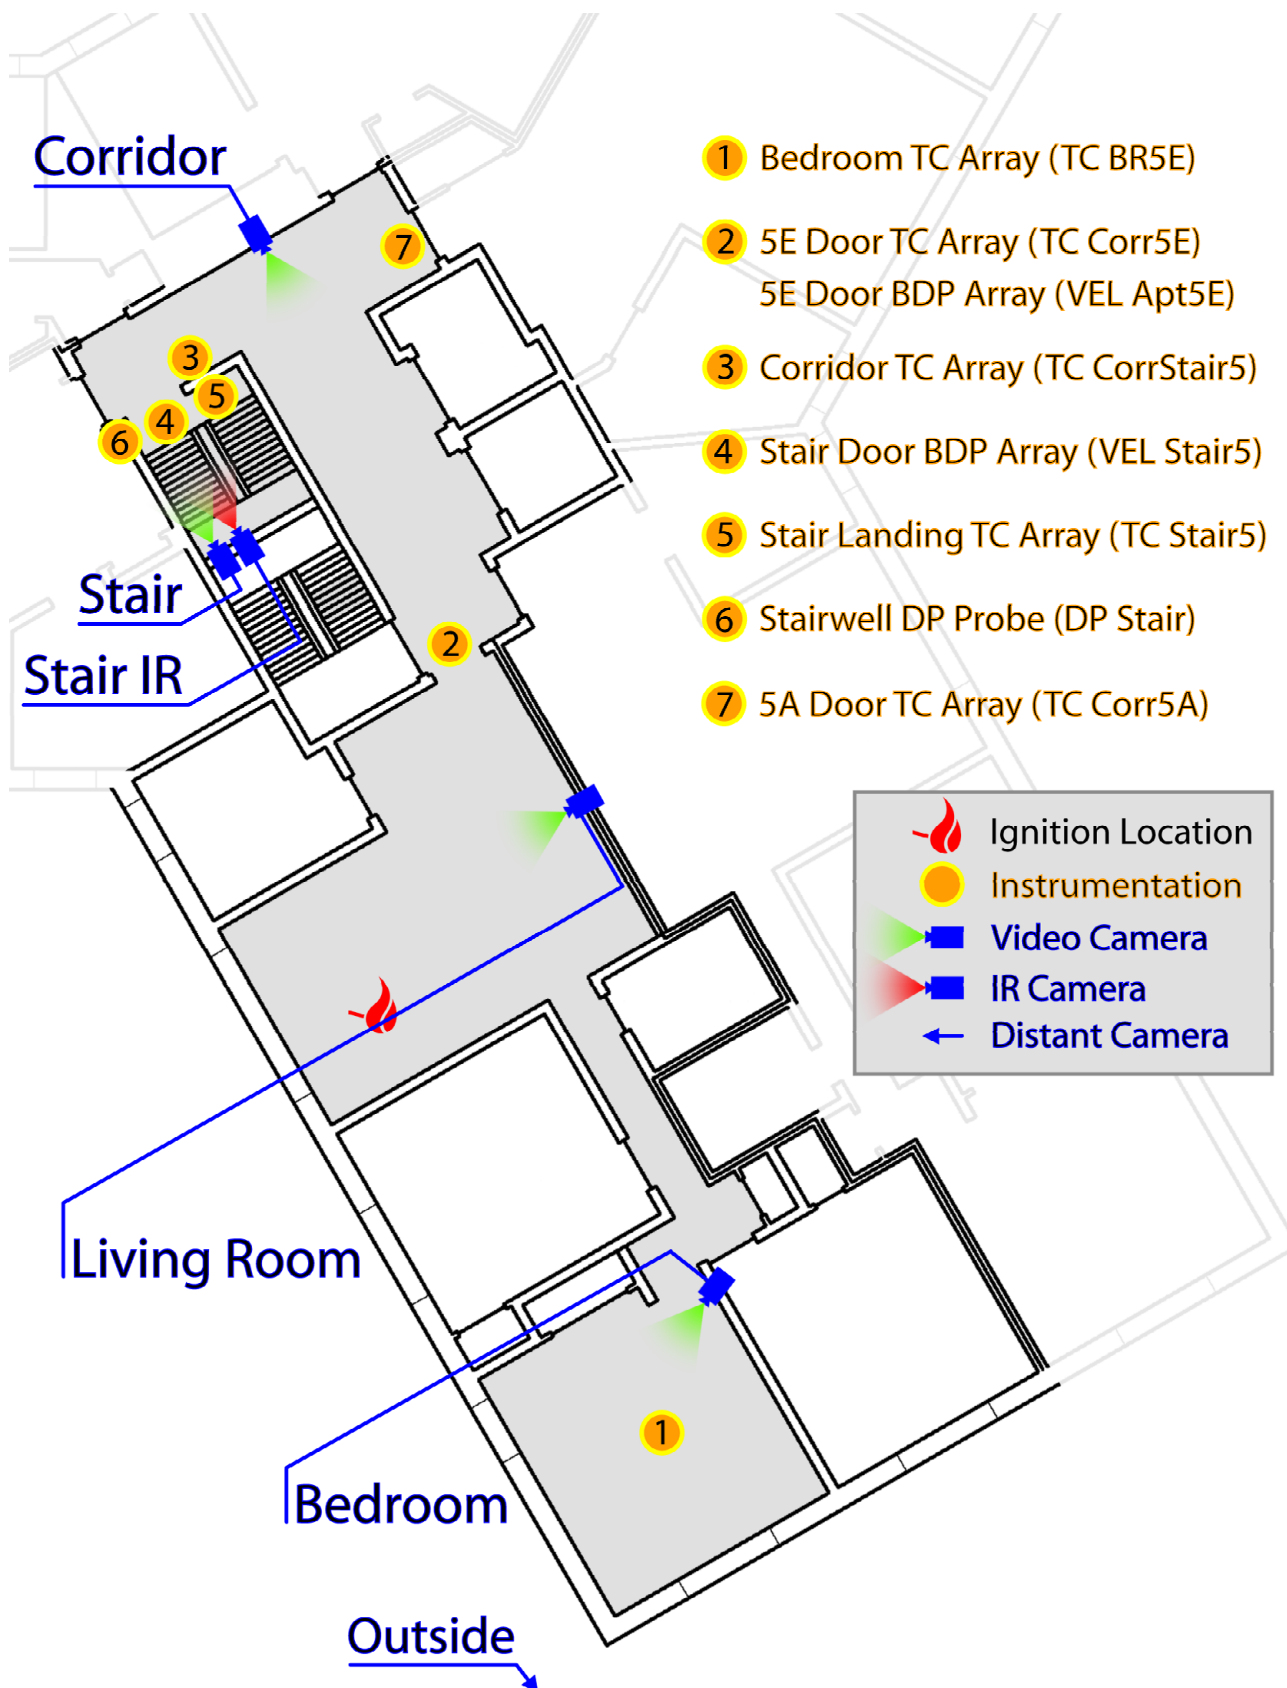 Corridor
1 Bedroom TC Array (TC BR5E)
2 5E Door TC Array (TC Corr5E)
5E Door BDP Array (VEL Apt5E)
3 Corridor TC Array (TC CorrStair5)
4 Stair Door BDP Array (VEL Stair5)
5 Stair Landing TC Array (TC Stair5)
6 Stairwell DP Probe (DP Stair)
7 5A Door TC Array (TC Corr5A)
7
3
5
4
6
Stair
Stair IR
2
Ignition Location
Instrumentation
Video Camera
IR Camera
Distant Camera
Living Room
1
Bedroom
Outside